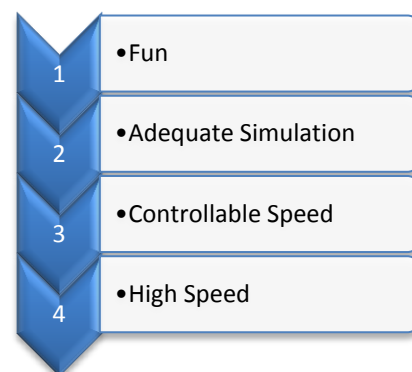 1
•Fun
2
•Adequate Simulation
3
•Controllable Speed
4
•High Speed